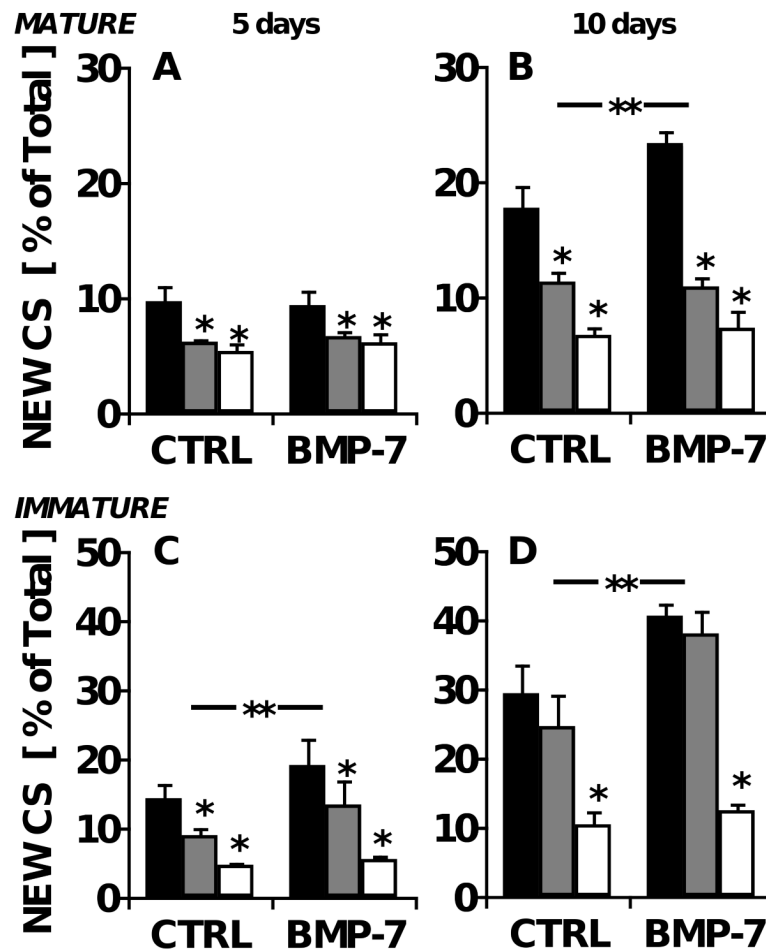 MATURE 5 days 10 days
NEW CS [ % of Total ]
30
20
10
0
A
* *
* *
CTRL BMP-7
30
20
10
0
B
**
* *
* *
CTRL BMP-7
IMMATURE
NEW CS [ % of Total ]
50
40
30
20
10
0
C
**
* *
* *
CTRL BMP-7
50
40
30
20
10
0
D
**
* *
CTRL BMP-7